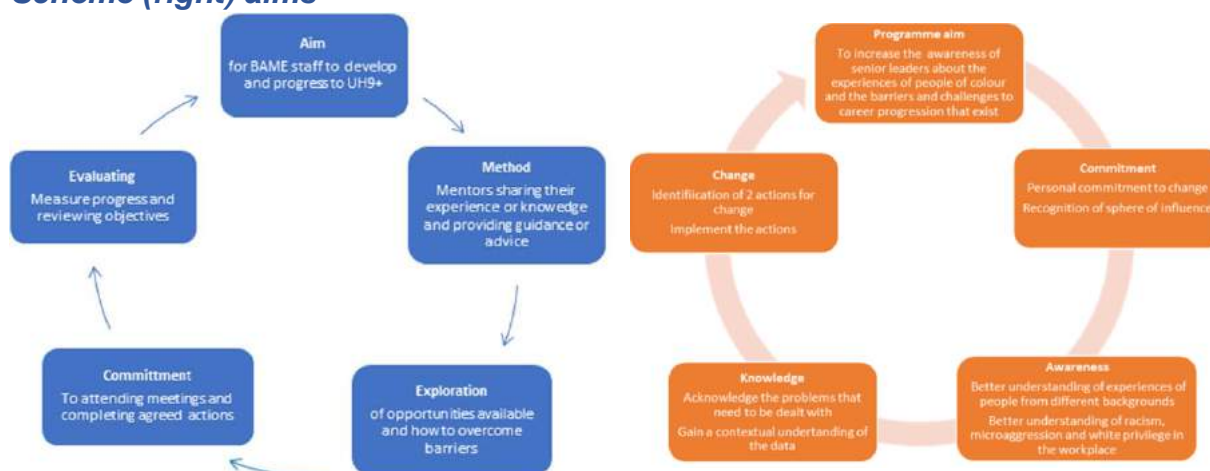 Scheme (right) aims
Aim
for BAME staff to develop
and progress to UH9+
Method
Mentors sharing their
experience or knowedge
and providing guidance or
advice
Exploration
of opportunities available
and how to overcome
barriers
Committment
To attending meetings and
completing agreed actions
Evaluating
Measure progress and
reviewing objectives
Programme aim
To increase the awareness of
senior leaders about the
experiences of people of colour
and the barriers and challenges to
career progression that exist
Commitment
Personal commitment to change
Recognition of sphere of influence
Awareness
Better understanding of experiences of
people from different backgrounds
Better understanding of racism,
microaggression and white privilege in
the workplace
Knowledge
Acknowledge the problems that
need to be dealt with
Gain a contextual undertanding of
the data
Change
Identifiication of 2 actions for
change
Implement the actions